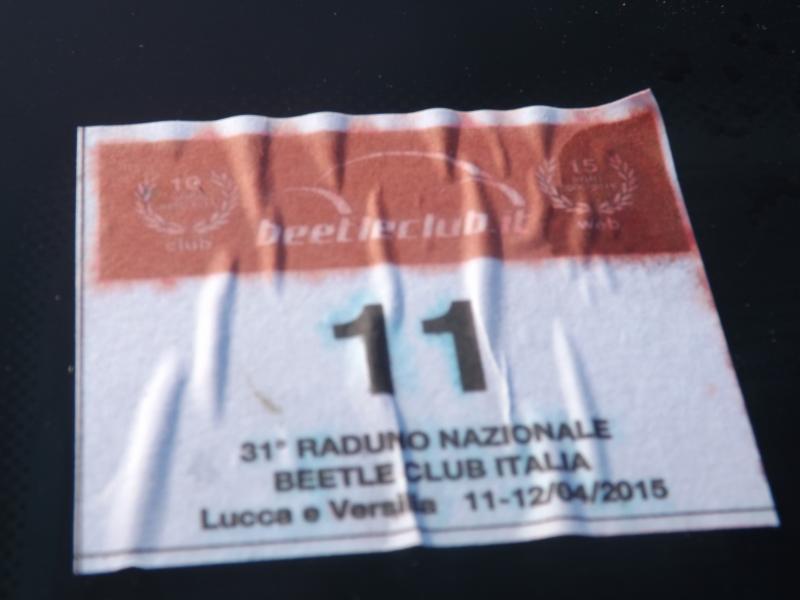 10
15
club
beetleclub.it
web
11
31° RADUNO NAZIONALE
BEETLE CLUB ITALIA
Lucca e Versilia 11-12/04/2015